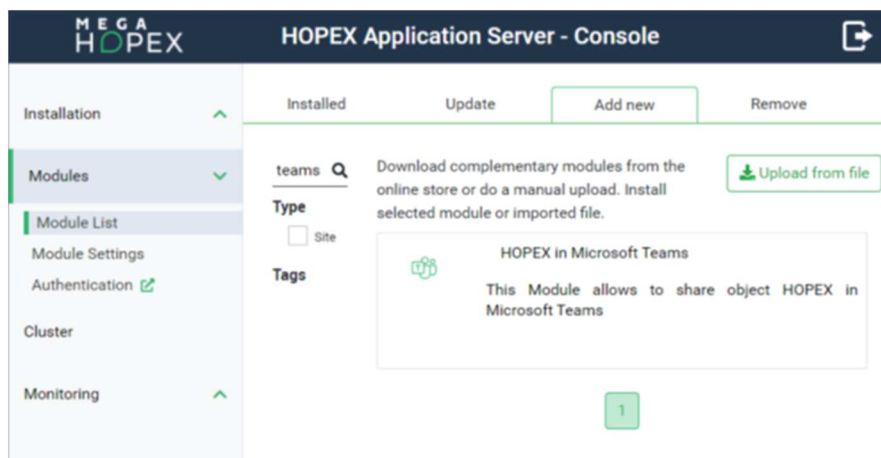 MEGA
HOPEX
HOPEX Application Server - Console
Installation
Modules
Module List
Module Settings
Authentication
Cluster
Monitoring
Installed
Update
Add new
Remove
teams
Type
Site
Tags
Download complementary modules from the
online store or do a manual upload. Install
selected module or imported file.
Upload from file
HOPEX in Microsoft Teams
This Module allows to share object HOPEX in
Microsoft Teams
1